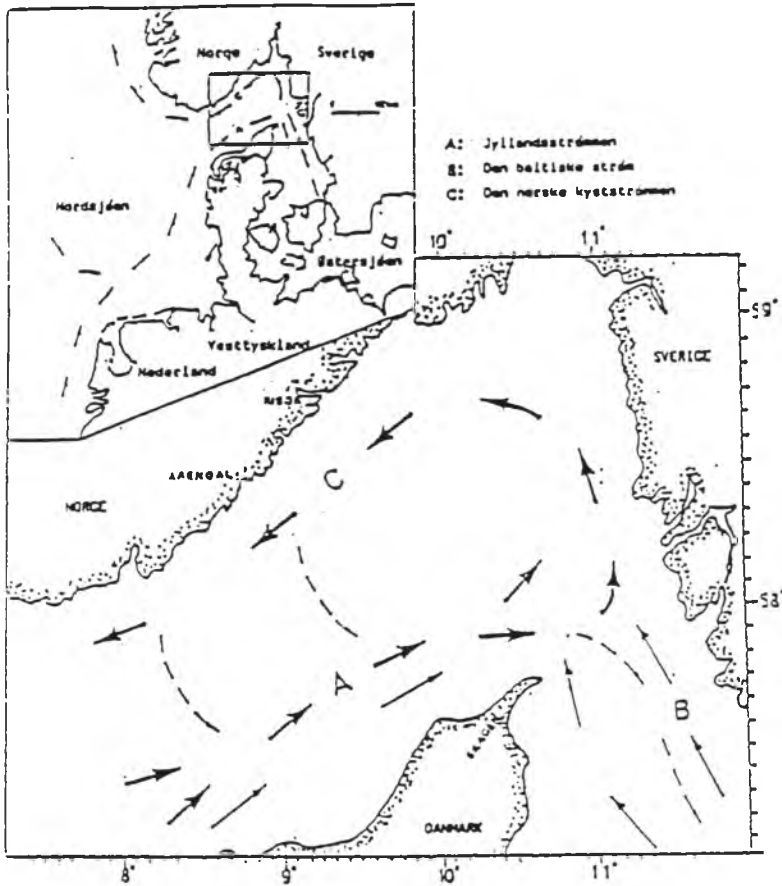 Norge Sverige
A: Jyllandsstrømmen
B: Den baltiske strøm
C: Den norske kyststrømmen
Nordsjøen
10° 11°
Østersjøen
59°
Vesttyskland
SVERIGE
Nederland
C
NORGE
58°
A
B
DANMARK
8° 9° 10° 11°